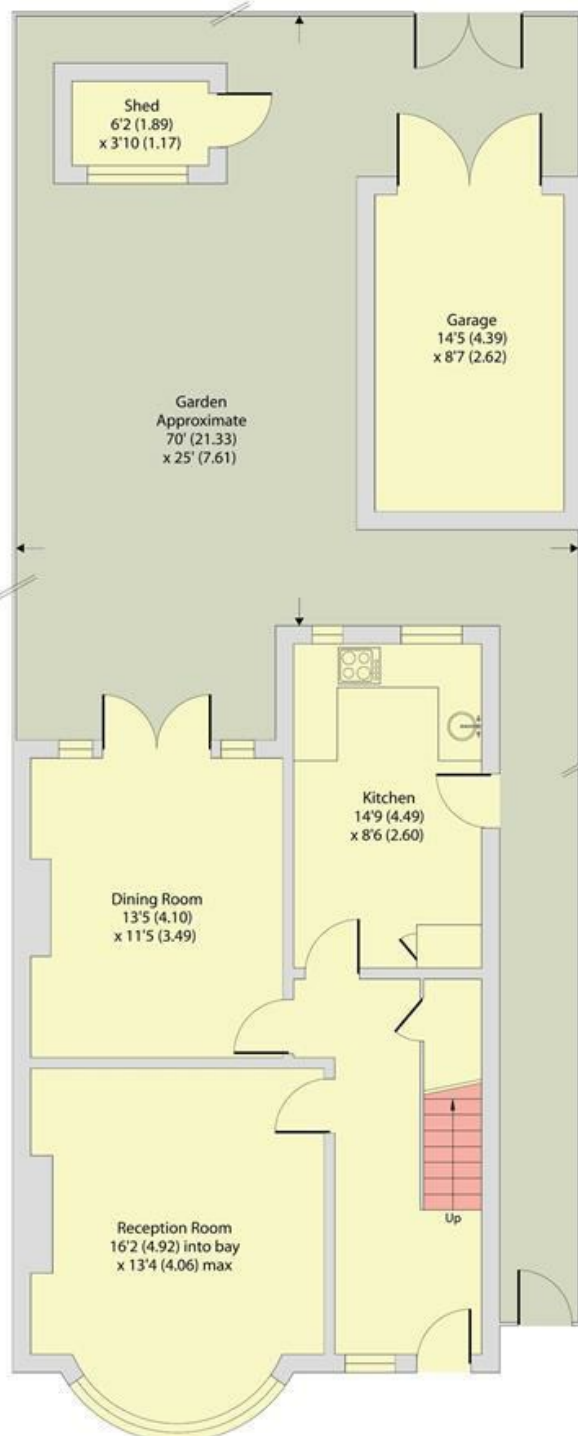 Shed
6'2 (1.89)
x 3'10 (1.17)
Garage
14'5 (4.39)
x 8'7 (2.62)
Garden
Approximate
70' (21.33)
x 25' (7.61)
Kitchen
14'9 (4.49)
x 8'6 (2.60)
Dining Room
13'5 (4.10)
x 11'5 (3.49)
Up
Reception Room
16'2 (4.92) into bay
x 13'4 (4.06) max